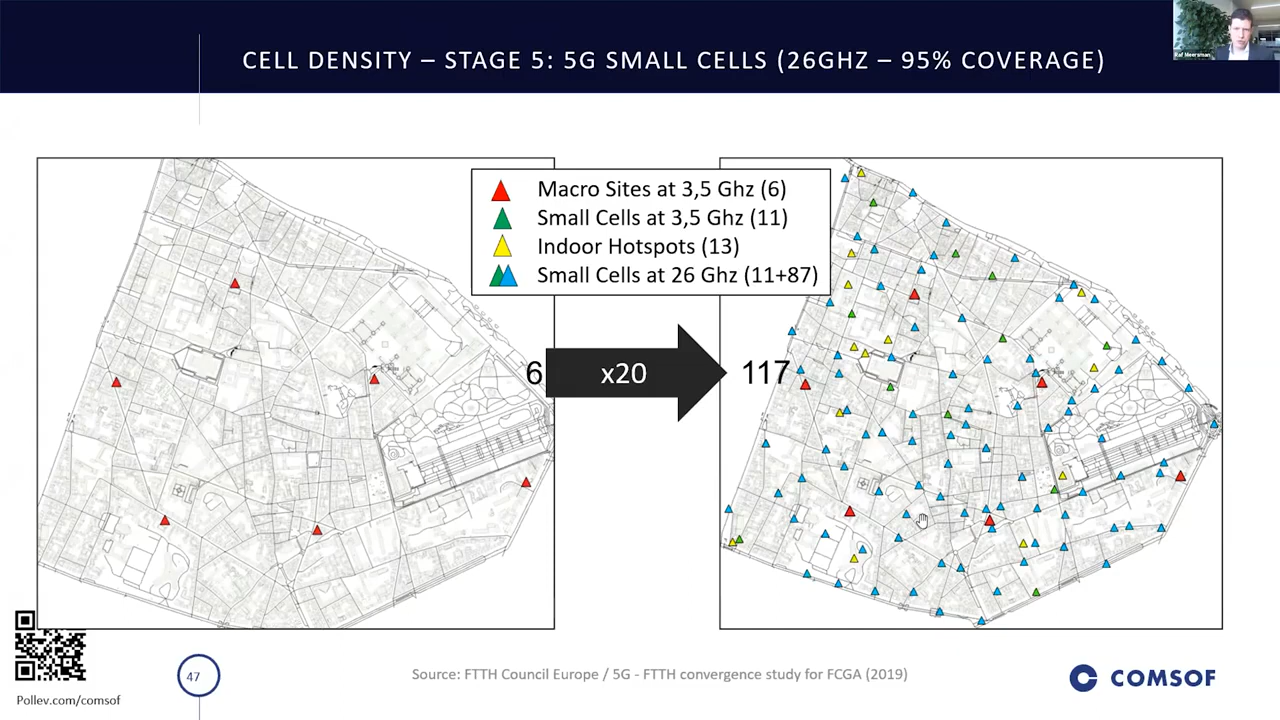 CELL DENSITY – STAGE 5: 5G SMALL CELLS (26GHZ – 95% COVERAGE)
Raf Meersman
Macro Sites at 3,5 Ghz (6)
Small Cells at 3,5 Ghz (11)
Indoor Hotspots (13)
Small Cells at 26 Ghz (11+87)
6
x20
117
Pollev.com/comsof
47
Source: FTTH Council Europe / 5G - FTTH convergence study for FCGA (2019)
COMSOF